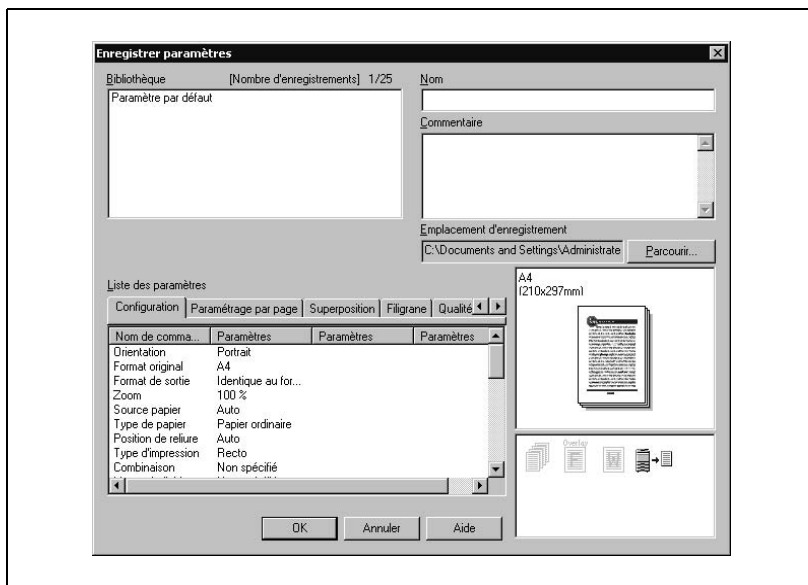 Enregistrer paramètres
Bibliothèque [Nombre d'enregistrements] 1/25
Paramètre par défaut
Nom
Commentaire
Emplacement d'enregistrement
C:\Documents and Settings\Administrate Parcourir...
Liste des paramètres
Configuration Paramétrage par page Superposition Filigrane Qualité
Nom de comma... Paramètres Paramètres Paramètres
Orientation Portrait
Format original A4
Format de sortie Identique au for...
Zoom 100 %
Source papier Auto
Type de papier Papier ordinaire
Position de reliure Auto
Type d'impression Recto
Combinaison Non spécifié
A4
(210x297mm)
Overlay
OK Annuler Aide